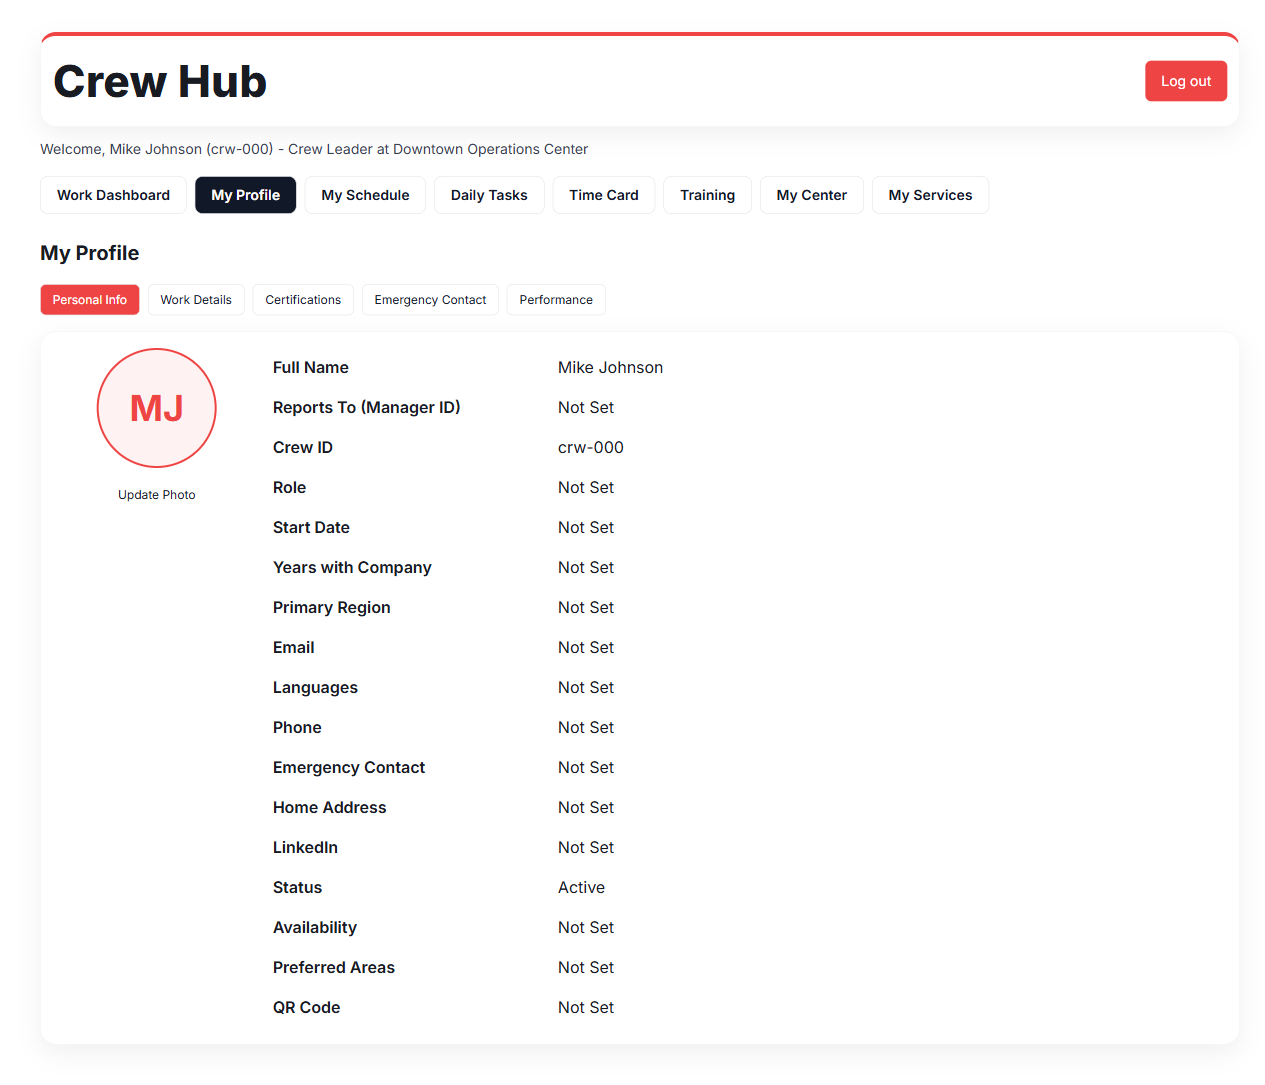 Crew Hub
Log out
Welcome, Mike Johnson (crw-000) - Crew Leader at Downtown Operations Center
Work Dashboard
My Profile
My Schedule
Daily Tasks
Time Card
Training
My Center
My Services
My Profile
Personal Info
Work Details
Certifications
Emergency Contact
Performance
MJ
Update Photo
Full Name Mike Johnson
Reports To (Manager ID) Not Set
Crew ID crw-000
Role Not Set
Start Date Not Set
Years with Company Not Set
Primary Region Not Set
Email Not Set
Languages Not Set
Phone Not Set
Emergency Contact Not Set
Home Address Not Set
LinkedIn Not Set
Status Active
Availability Not Set
Preferred Areas Not Set
QR Code Not Set